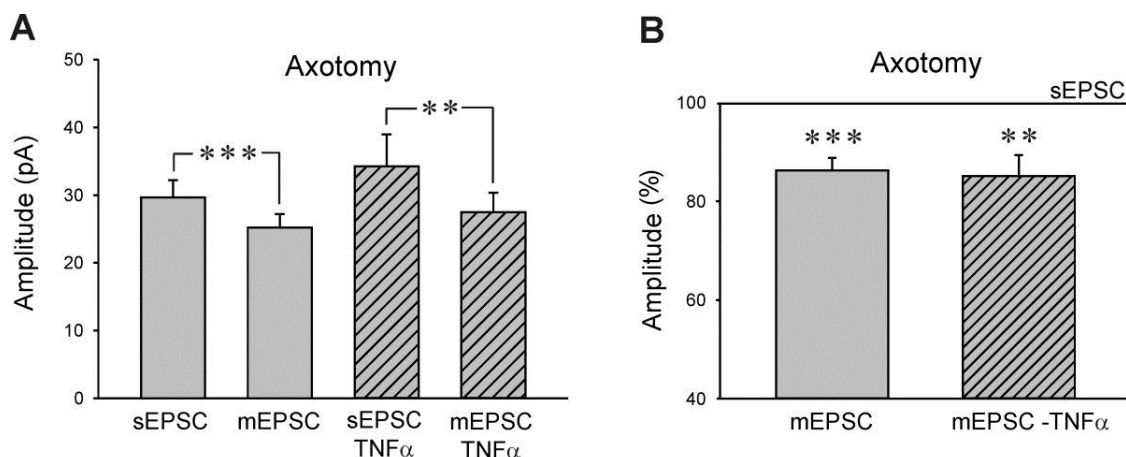 A
Axotomy
Amplitude (pA)
50
40
30
20
10
0
***
**
sEPSC
mEPSC
sEPSC
TNFα
mEPSC
TNFα
B
Axotomy
sEPSC
Amplitude (%)
100
80
60
40
***
**
mEPSC
mEPSC -TNFα